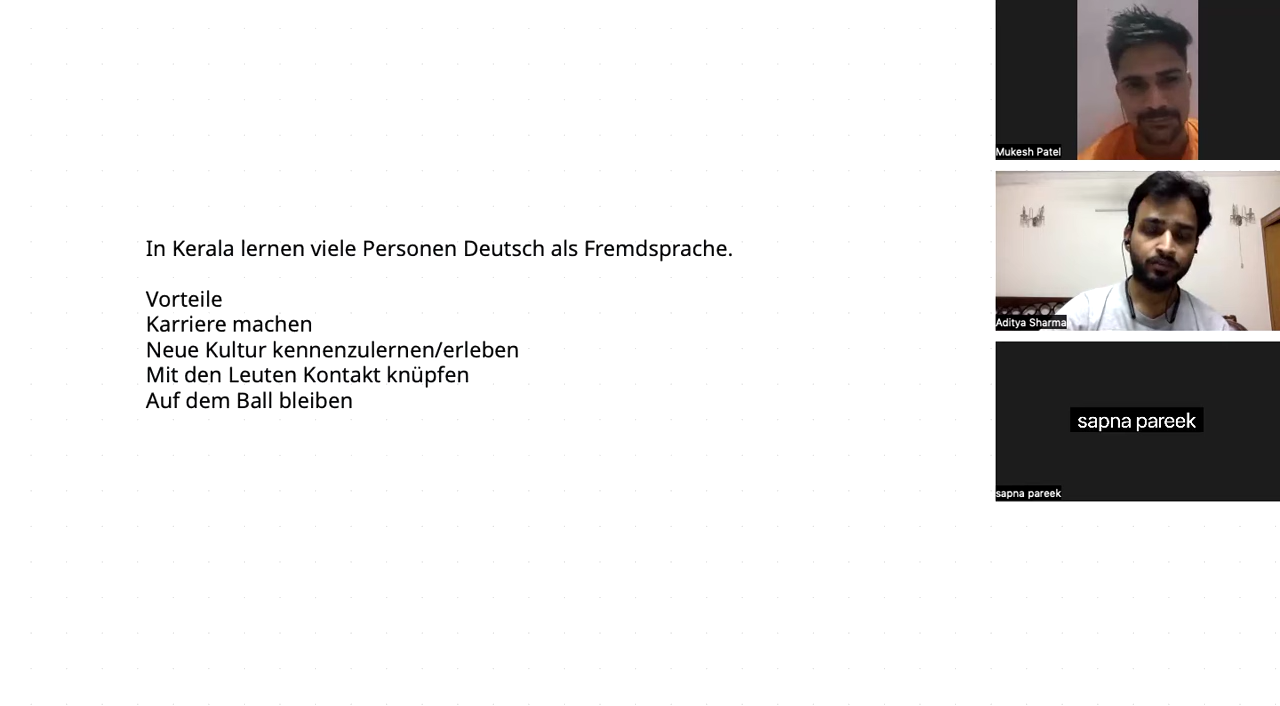 In Kerala lernen viele Personen Deutsch als Fremdsprache.
Vorteile
Karriere machen
Neue Kultur kennenzulernen/erleben
Mit den Leuten Kontakt knüpfen
Auf dem Ball bleiben
Mukesh Patel
Aditya Sharma
sapna pareek
sapna pareek